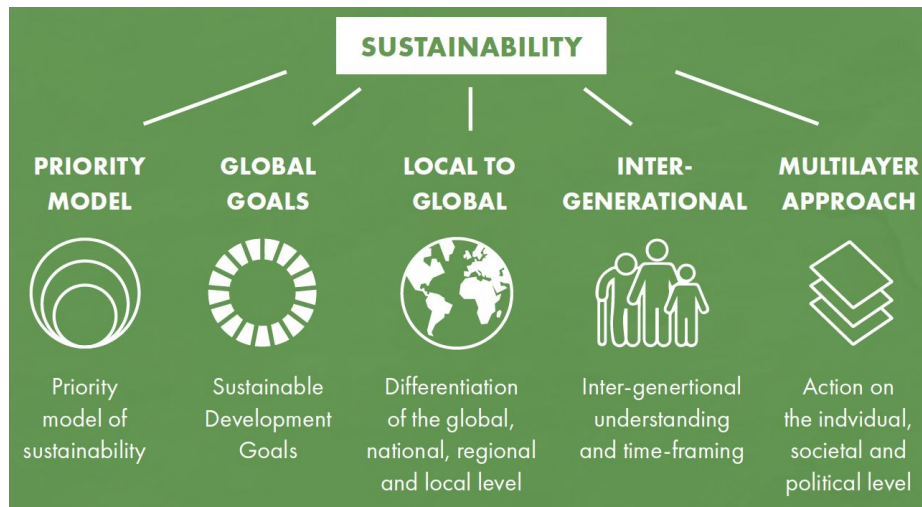 SUSTAINABILITY
PRIORITY
MODEL
GLOBAL
GOALS
LOCAL TO
GLOBAL
INTER-
GENERATIONAL
MULTILAYER
APPROACH
Priority
model of
sustainability
Sustainable
Development
Goals
Differentiation
of the global,
national, regional
and local level
Inter-genertional
understanding
and time-framing
Action on
the indvidual,
societal and
political level